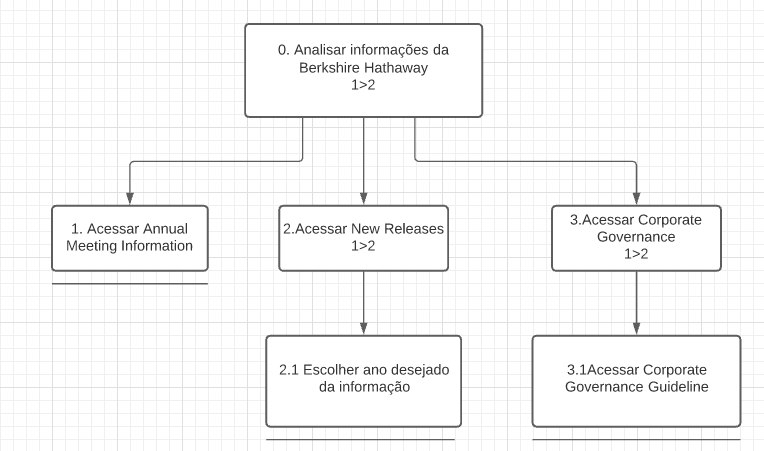 0. Analisar informações da
Berkshire Hathaway
1>2
1. Acessar Annual
Meeting Information
2.Acessar New Releases
1>2
3.Acessar Corporate
Governance
1>2
2.1 Escolher ano desejado
da informação
3.1Acessar Corporate
Governance Guideline